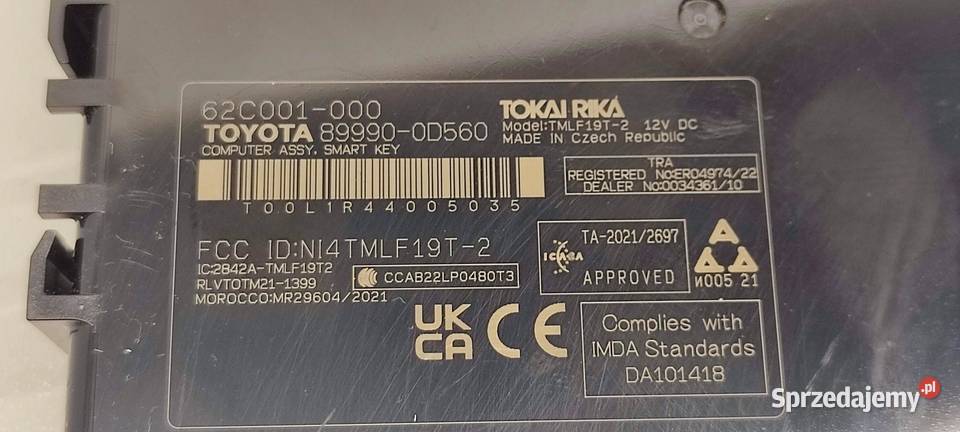 62C001-000
TOYOTA 89990-0D560
COMPUTER ASSY, SMART KEY
TOKAI RIKA
Model:TMLF19T-2 12V DC
MADE IN Czech Republic
TRA
REGISTERED No:ER04974/22
DEALER No:0034361/10
T00L1R44005035
FCC ID:NI4TMLF19T-2
IC:2842A-TMLF19T2
RLVTOTM21-1399
MOROCCO:MR29604/2021
CCAB22LP0480T3
ICASA
TA-2021/2697
APPROVED
И005 21
UK
CA
CE
Complies with
IMDA Standards
DA101418
Sprzedajemy.pl